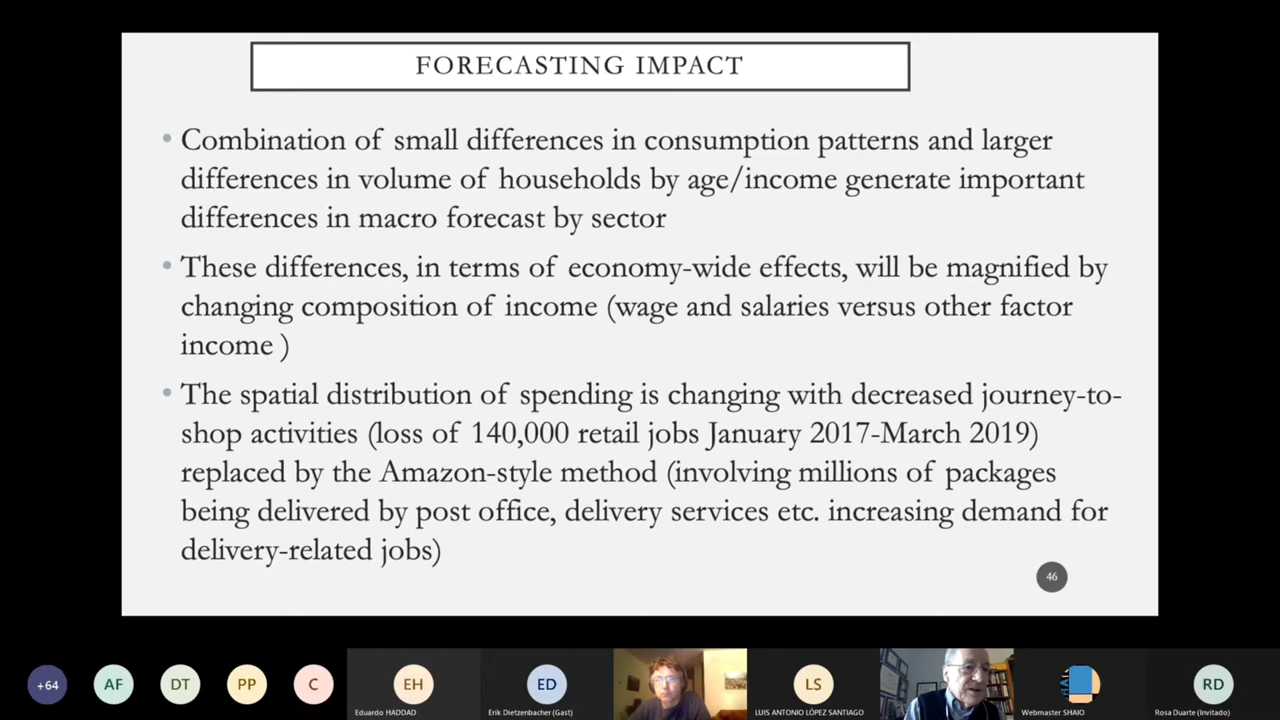 FORECASTING IMPACT
• Combination of small differences in consumption patterns and larger
differences in volume of households by age/income generate important
differences in macro forecast by sector
• These differences, in terms of economy-wide effects, will be magnified by
changing composition of income (wage and salaries versus other factor
income )
• The spatial distribution of spending is changing with decreased journey-to-
shop activities (loss of 140,000 retail jobs January 2017-March 2019)
replaced by the Amazon-style method (involving millions of packages
being delivered by post office, delivery services etc. increasing demand for
delivery-related jobs)
46
+64
AF
DT
PP
C
EH
Eduardo HADDAD
ED
Erik Dietzenbacher (Gast)
LS
LUIS ANTONIO LÓPEZ SANTIAGO
Webmaster SHAIO
RD
Rosa Duarte (Invitado)